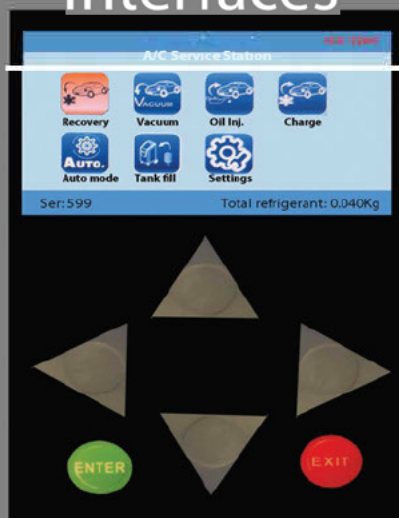 Interfaces
A/C Service Station
Recovery Vacuum Oil Inj. Charge
VACUUM
AUTO.
Auto mode Tank fill Settings
Ser:599 Total refrigerant: 0.040Kg
ENTER EXIT